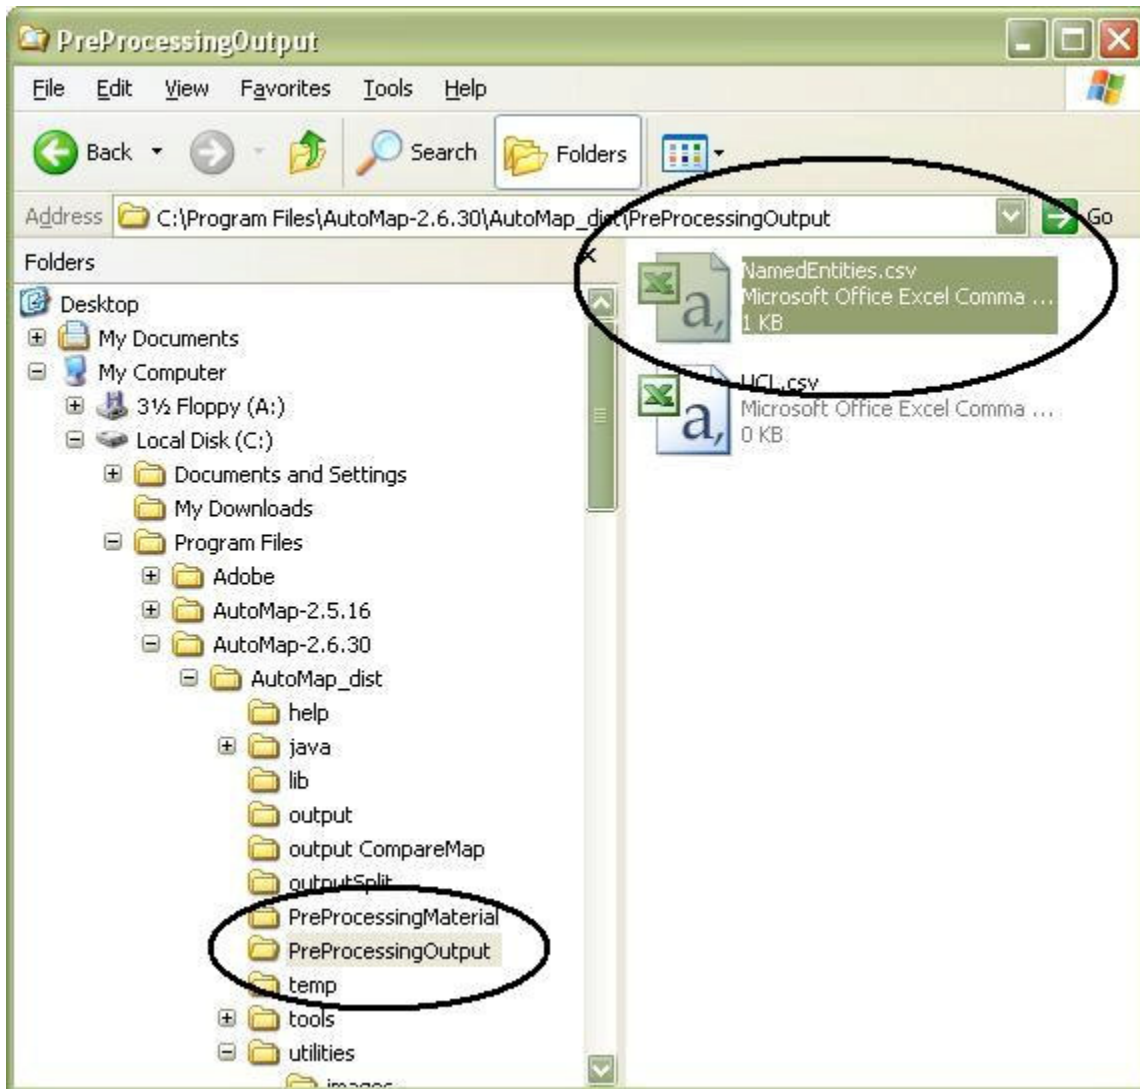 PreProcessingOutput
File Edit View Favorites Tools Help
Back Search Folders
Address C:\Program Files\AutoMap-2.6.30\AutoMap_dist\PreProcessingOutput Go
Folders
Desktop
My Documents
My Computer
3½ Floppy (A:)
Local Disk (C:)
Documents and Settings
My Downloads
Program Files
Adobe
AutoMap-2.5.16
AutoMap-2.6.30
AutoMap_dist
help
java
lib
output
output CompareMap
outputSplit
PreProcessingMaterial
PreProcessingOutput
temp
tools
utilities
images
NamedEntities.csv
Microsoft Office Excel Comma ...
1 KB
UCL.csv
Microsoft Office Excel Comma ...
0 KB
a,
a,